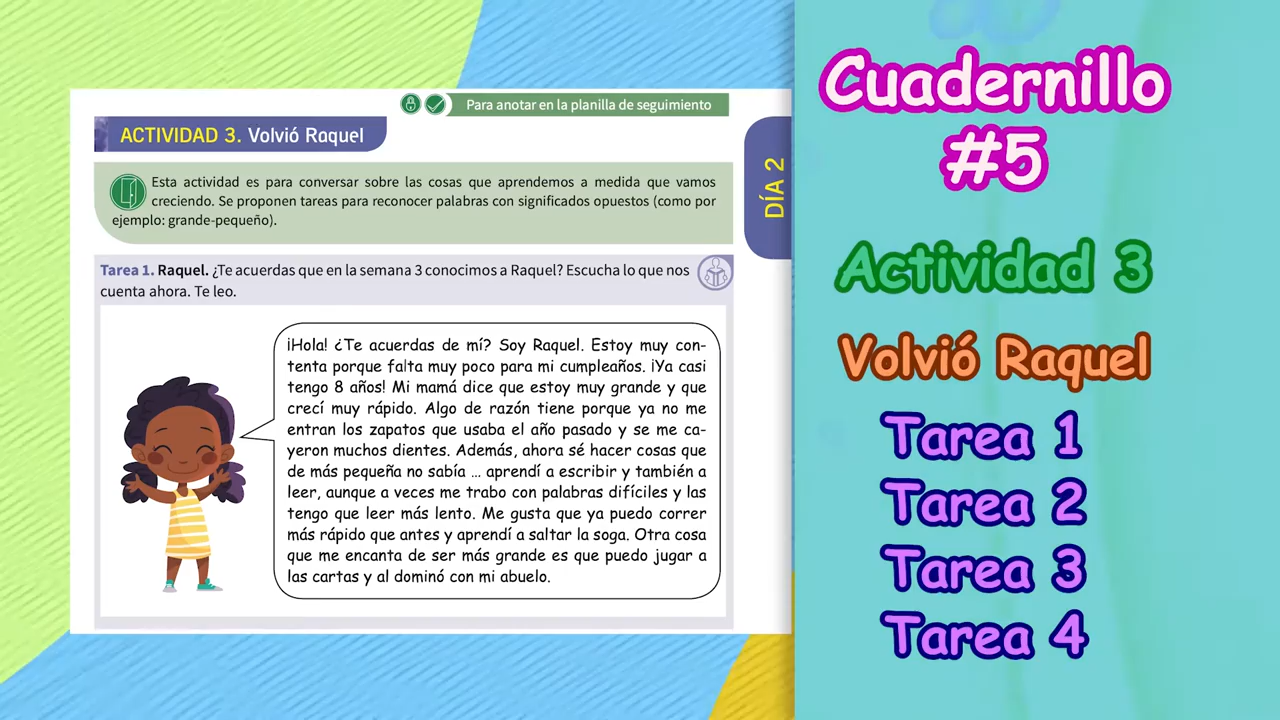 Para anotar en la planilla de seguimiento
ACTIVIDAD 3. Volvió Raquel
Esta actividad es para conversar sobre las cosas que aprendemos a medida que vamos
creciendo. Se proponen tareas para reconocer palabras con significados opuestos (como por
ejemplo: grande-pequeño).
DÍA 2
Tarea 1. Raquel. ¿Te acuerdas que en la semana 3 conocimos a Raquel? Escucha lo que nos
cuenta ahora. Te leo.
¡Hola! ¿Te acuerdas de mí? Soy Raquel. Estoy muy con-
tenta porque falta muy poco para mi cumpleaños. ¡Ya casi
tengo 8 años! Mi mamá dice que estoy muy grande y que
crecí muy rápido. Algo de razón tiene porque ya no me
entran los zapatos que usaba el año pasado y se me ca-
yeron muchos dientes. Además, ahora sé hacer cosas que
de más pequeña no sabía ... aprendí a escribir y también a
leer, aunque a veces me trabo con palabras difíciles y las
tengo que leer más lento. Me gusta que ya puedo correr
más rápido que antes y aprendí a saltar la soga. Otra cosa
que me encanta de ser más grande es que puedo jugar a
las cartas y al dominó con mi abuelo.
Cuadernillo
#5
Actividad 3
Volvió Raquel
Tarea 1
Tarea 2
Tarea 3
Tarea 4